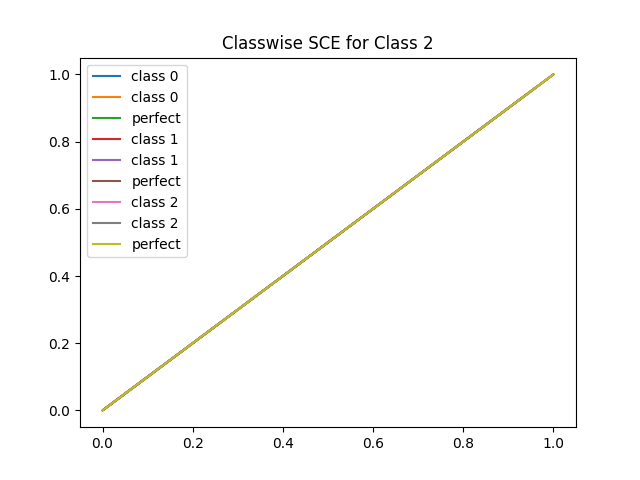 Classwise SCE for Class 2
class 0
class 0
perfect
class 1
class 1
perfect
class 2
class 2
perfect
1.0
0.8
0.6
0.4
0.2
0.0
0.0 0.2 0.4 0.6 0.8 1.0